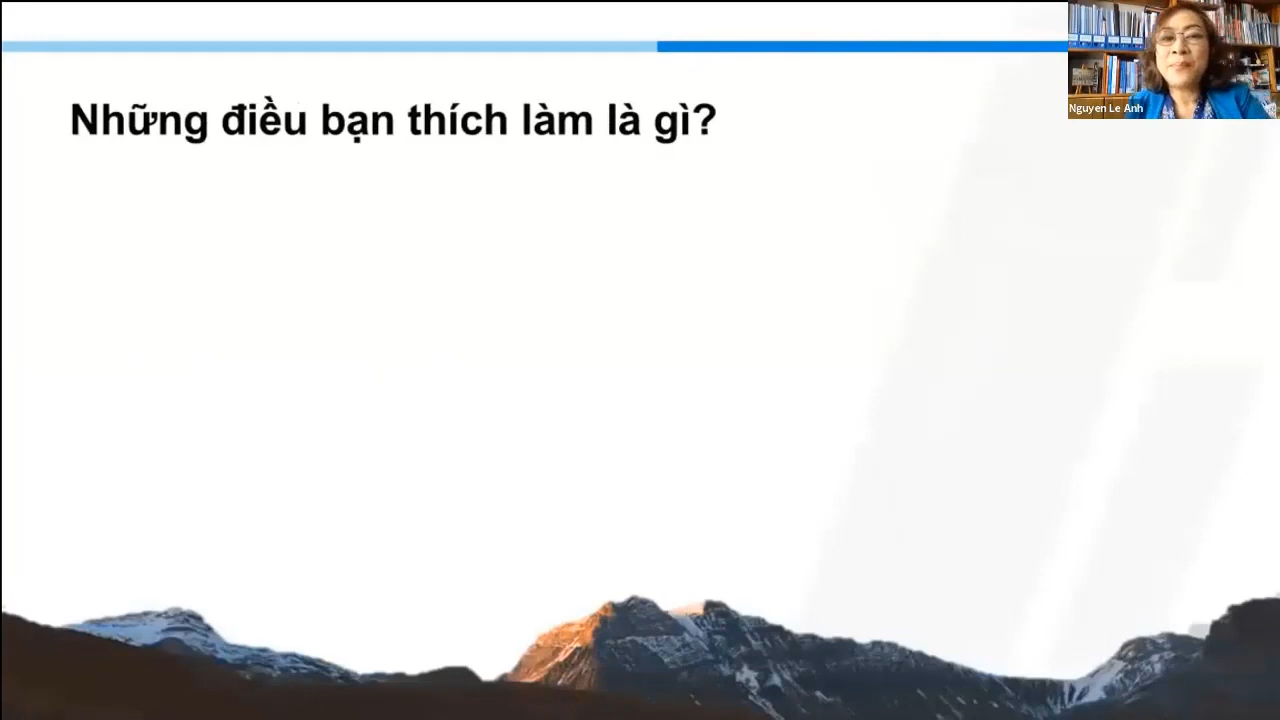 Những điều bạn thích làm là gì?
Nguyen Le Anh